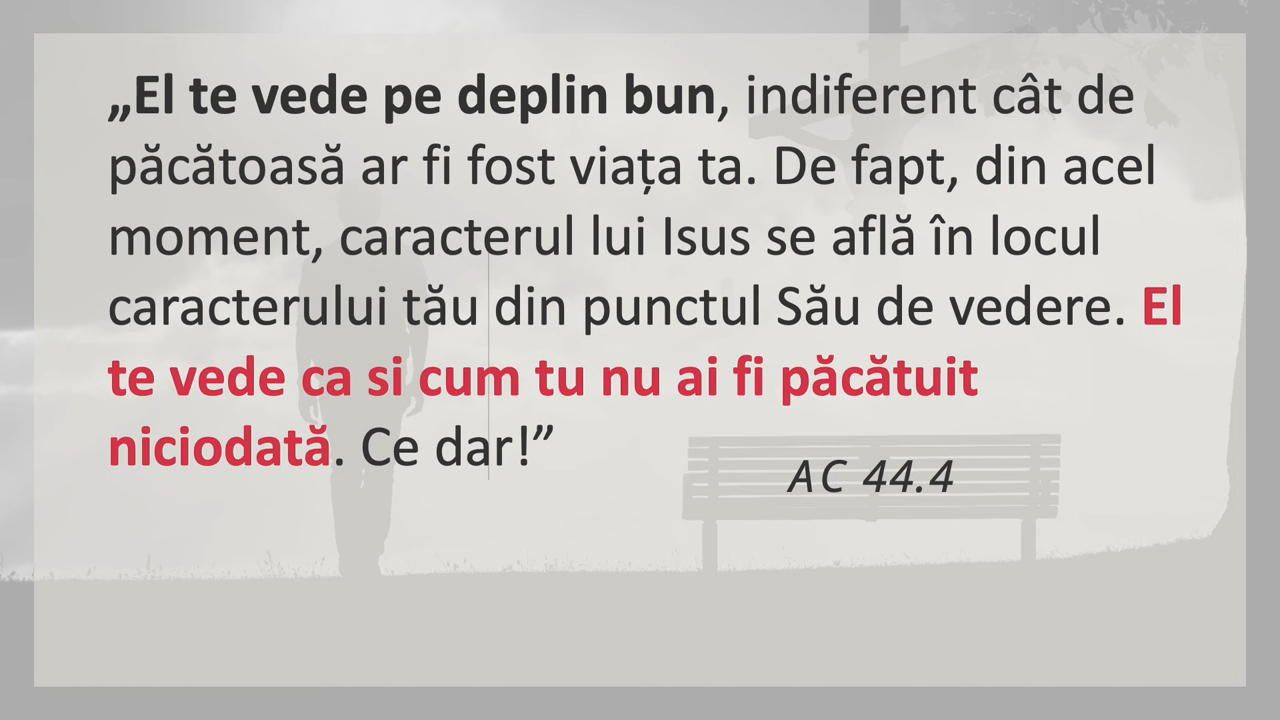 „El te vede pe deplin bun, indiferent cât de
păcătoasă ar fi fost viața ta. De fapt, din acel
moment, caracterul lui Isus se află în locul
caracterului tău din punctul Său de vedere. El
te vede ca si cum tu nu ai fi păcătuit
niciodată. Ce dar!”
AC 44.4